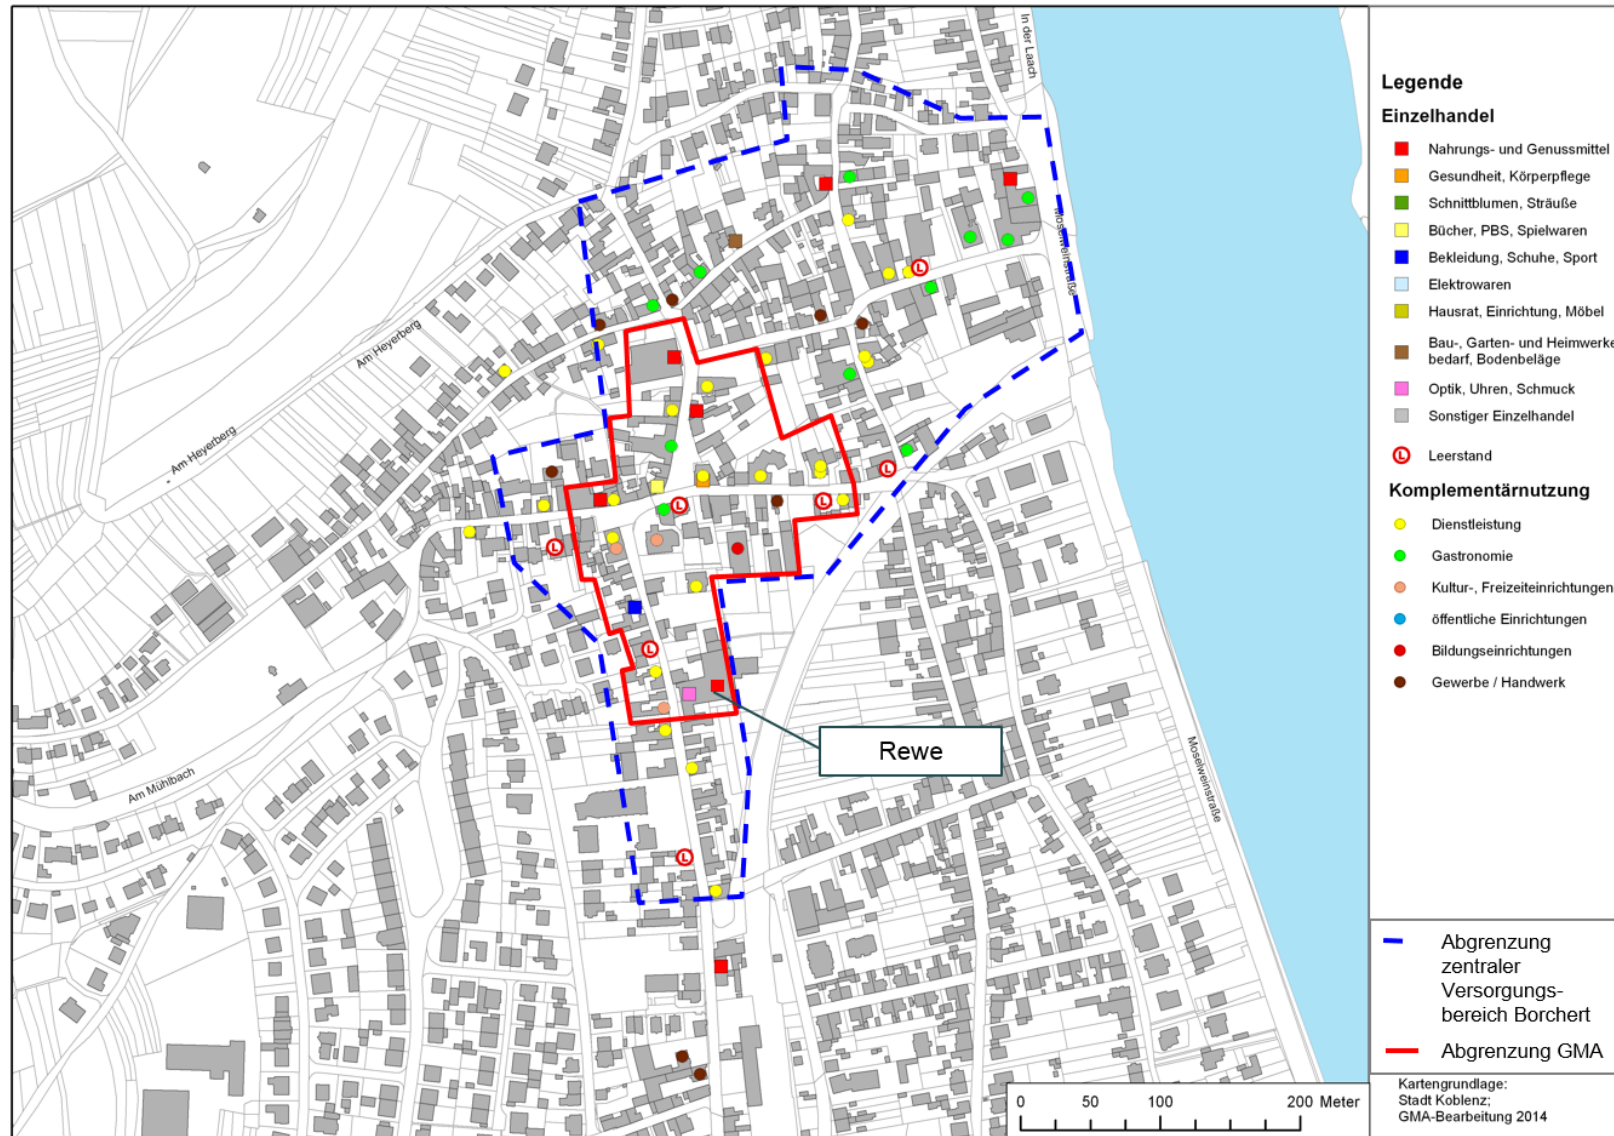 In der Laach
Moselweinstraße
Am Heyerberg
Am Heyerberg
Am Mühlbach
Moselweinstraße
Rewe
L
L
L
L
L
L
L
0 50 100 200 Meter
Legende
Einzelhandel
Nahrungs- und Genussmittel
Gesundheit, Körperpflege
Schnittblumen, Sträuße
Bücher, PBS, Spielwaren
Bekleidung, Schuhe, Sport
Elektrowaren
Hausrat, Einrichtung, Möbel
Bau-, Garten- und Heimwerke
bedarf, Bodenbeläge
Optik, Uhren, Schmuck
Sonstiger Einzelhandel
L Leerstand
Komplementärnutzung
Dienstleistung
Gastronomie
Kultur-, Freizeiteinrichtungen
öffentliche Einrichtungen
Bildungseinrichtungen
Gewerbe / Handwerk
Abgrenzung
zentraler
Versorgungs-
bereich Borchert
Abgrenzung GMA
Kartengrundlage:
Stadt Koblenz;
GMA-Bearbeitung 2014